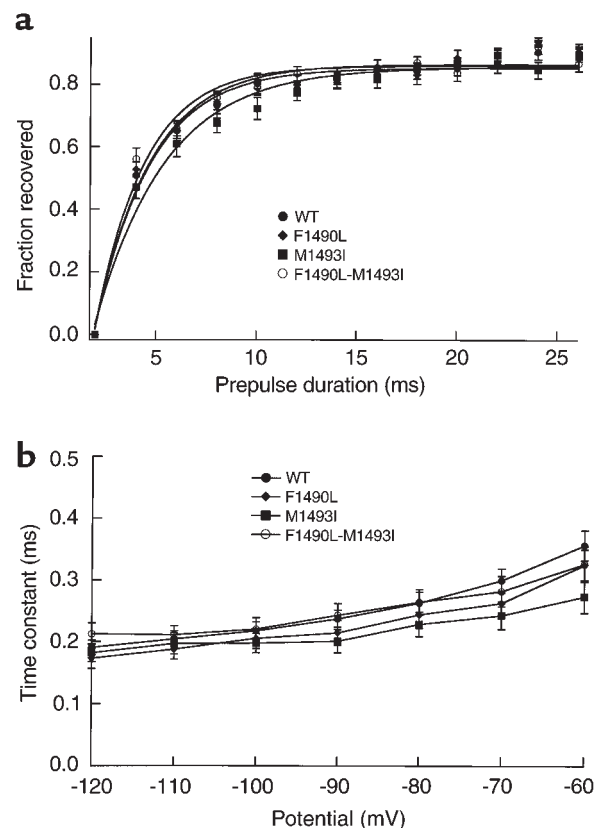 a
Fraction recovered
0.8
0.6
0.4
0.2
0.0
WT
F1490L
M1493I
F1490L-M1493I
5
10
15
20
25
Prepulse duration (ms)
b
Time constant (ms)
0.5
0.4
0.3
0.2
0.1
0.0
WT
F1490L
M1493I
F1490L-M1493I
-120
-110
-100
-90
-80
-70
-60
Potential (mV)